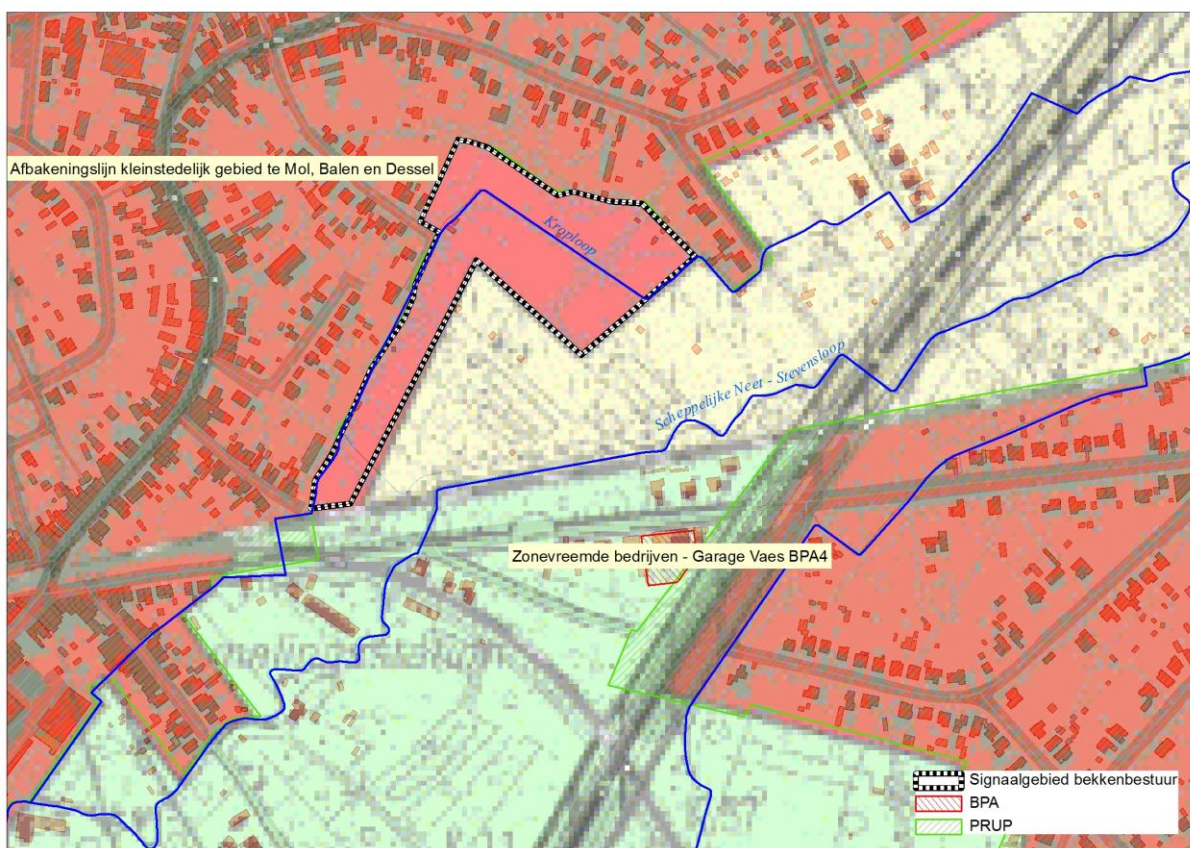 Afbakeningslijn kleinstedelijk gebied te Mol, Balen en Dessel
Kroploop
Scheppelijke Neet - Stevensloop
Zonevreemde bedrijven - Garage Vaes BPA4
Signaalgebied bekkenbestuur
BPA
PRUP